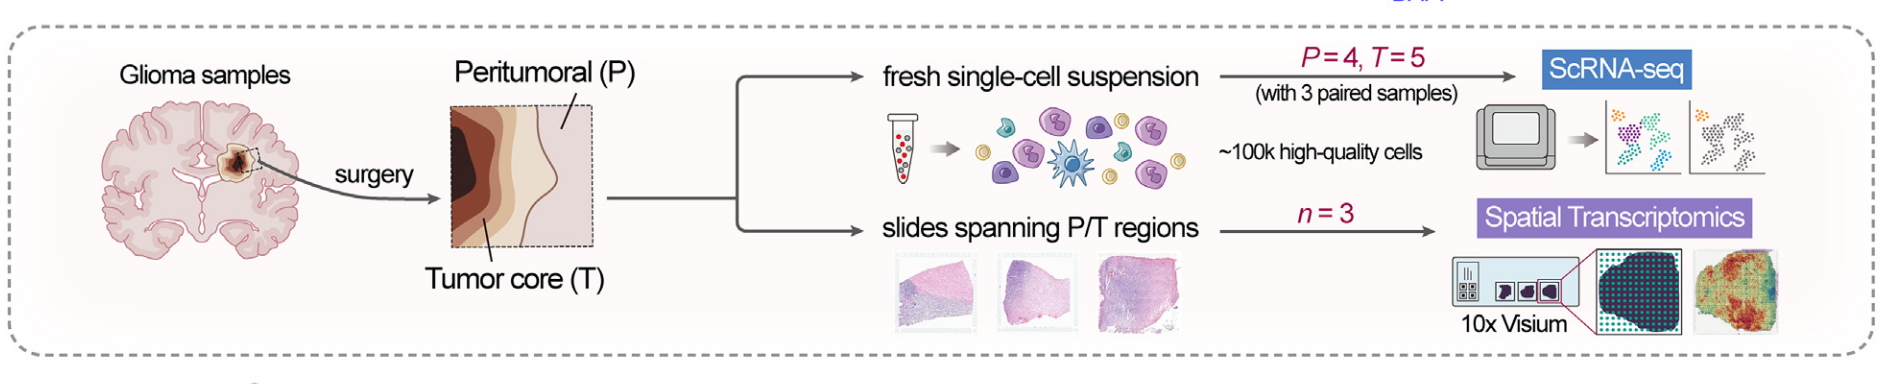 Glioma samples
surgery
Peritumoral (P)
Tumor core (T)
fresh single-cell suspension
P=4, T=5
(with 3 paired samples)
~100k high-quality cells
ScRNA-seq
slides spanning P/T regions
n=3
Spatial Transcriptomics
10x Visium